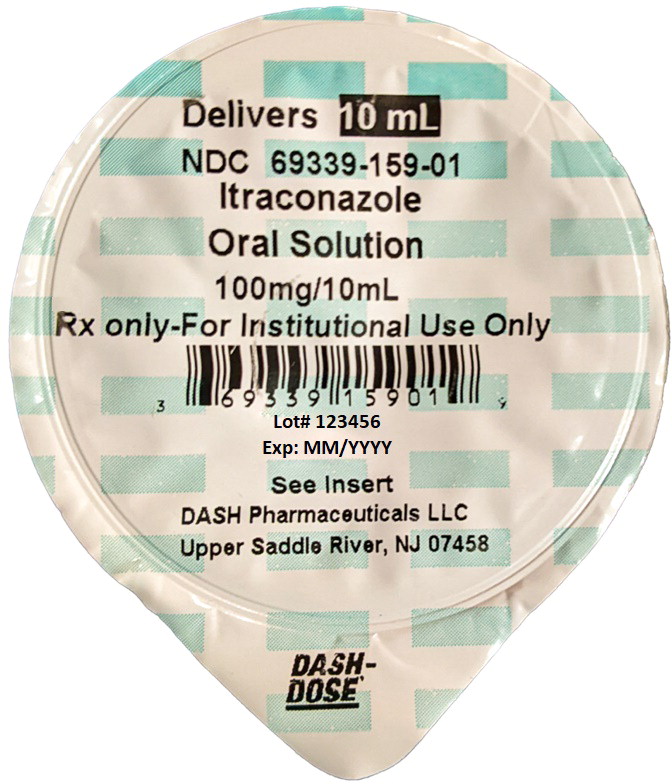 Delivers 10 mL
NDC 69339-159-01
Itraconazole
Oral Solution
100mg/10mL
Rx only-For Institutional Use Only
3 69339 15901 9
Lot# 123456
Exp: MM/YYYY
See Insert
DASH Pharmaceuticals LLC
Upper Saddle River, NJ 07458
DASH-
DOSE